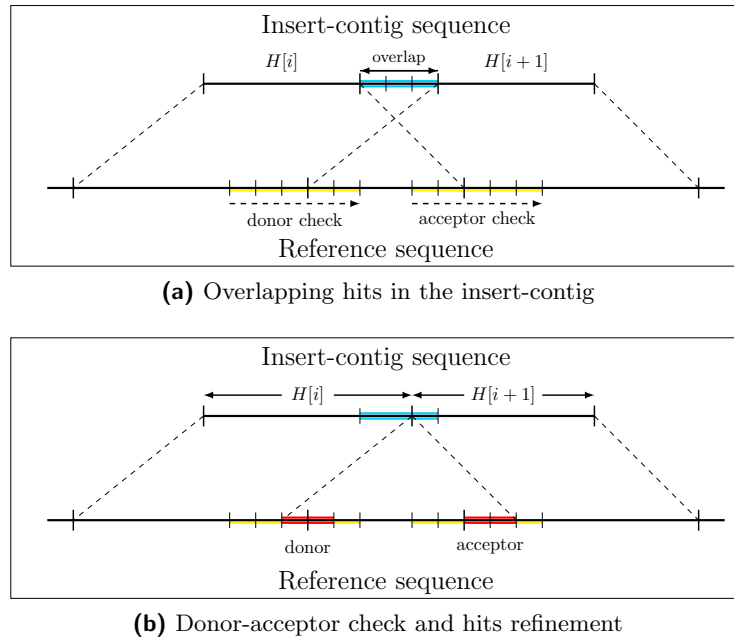 Insert-contig sequence
H[i] overlap H[i + 1]
donor check acceptor check
Reference sequence
(a) Overlapping hits in the insert-contig
Insert-contig sequence
H[i] H[i + 1]
donor acceptor
Reference sequence
(b) Donor-acceptor check and hits refinement